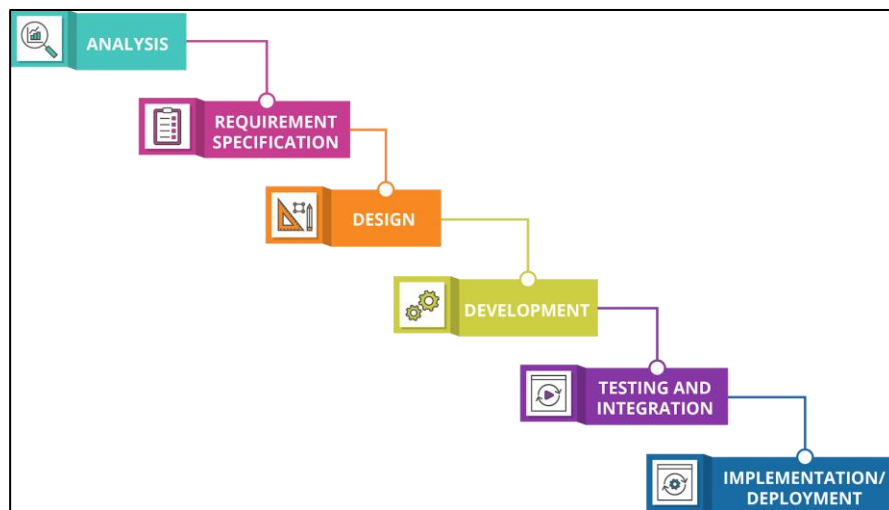 ANALYSIS
REQUIREMENT
SPECIFICATION
DESIGN
DEVELOPMENT
TESTING AND
INTEGRATION
IMPLEMENTATION/
DEPLOYMENT